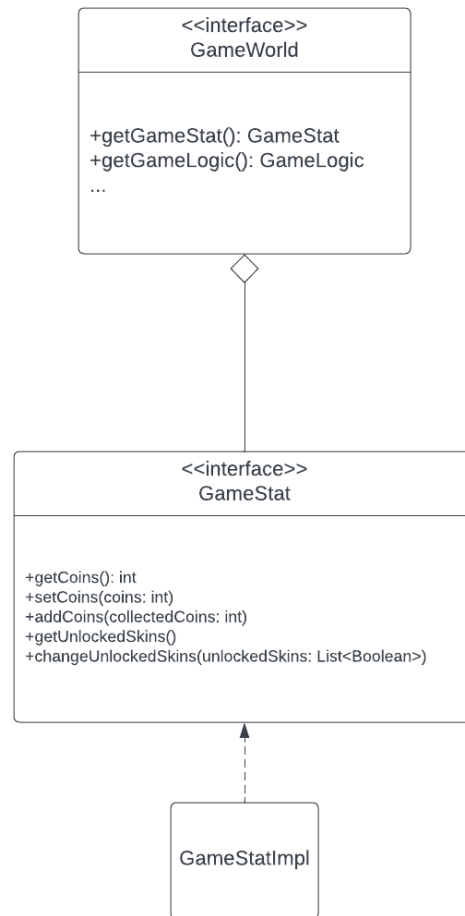 <<interface>>
GameWorld
+getGameStat(): GameStat
+getGameLogic(): GameLogic
...
<<interface>>
GameStat
+getCoins(): int
+setCoins(coins: int)
+addCoins(collectedCoins: int)
+getUnlockedSkins()
+changeUnlockedSkins(unlockedSkins: List<Boolean>)
GameStatImpl